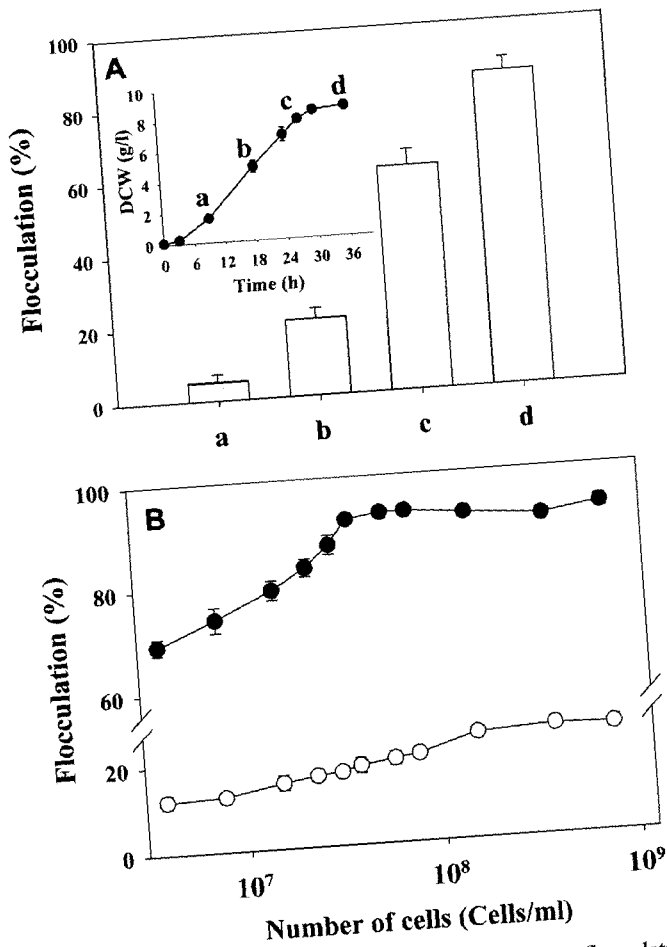 A
Flocculation (%)
100
80
60
40
20
0
DCW (g/l)
10
8
6
4
2
0
a
b
c
d
0 6 12 18 24 30 36
Time (h)
a b c d
B
Flocculation (%)
100
80
60
20
0
10⁷ 10⁸ 10⁹
Number of cells (Cells/ml)